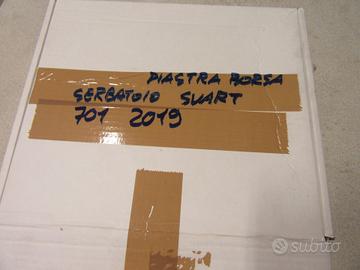 PIASTRA BORSA
SERBATOIO SVART
701 2019
subito